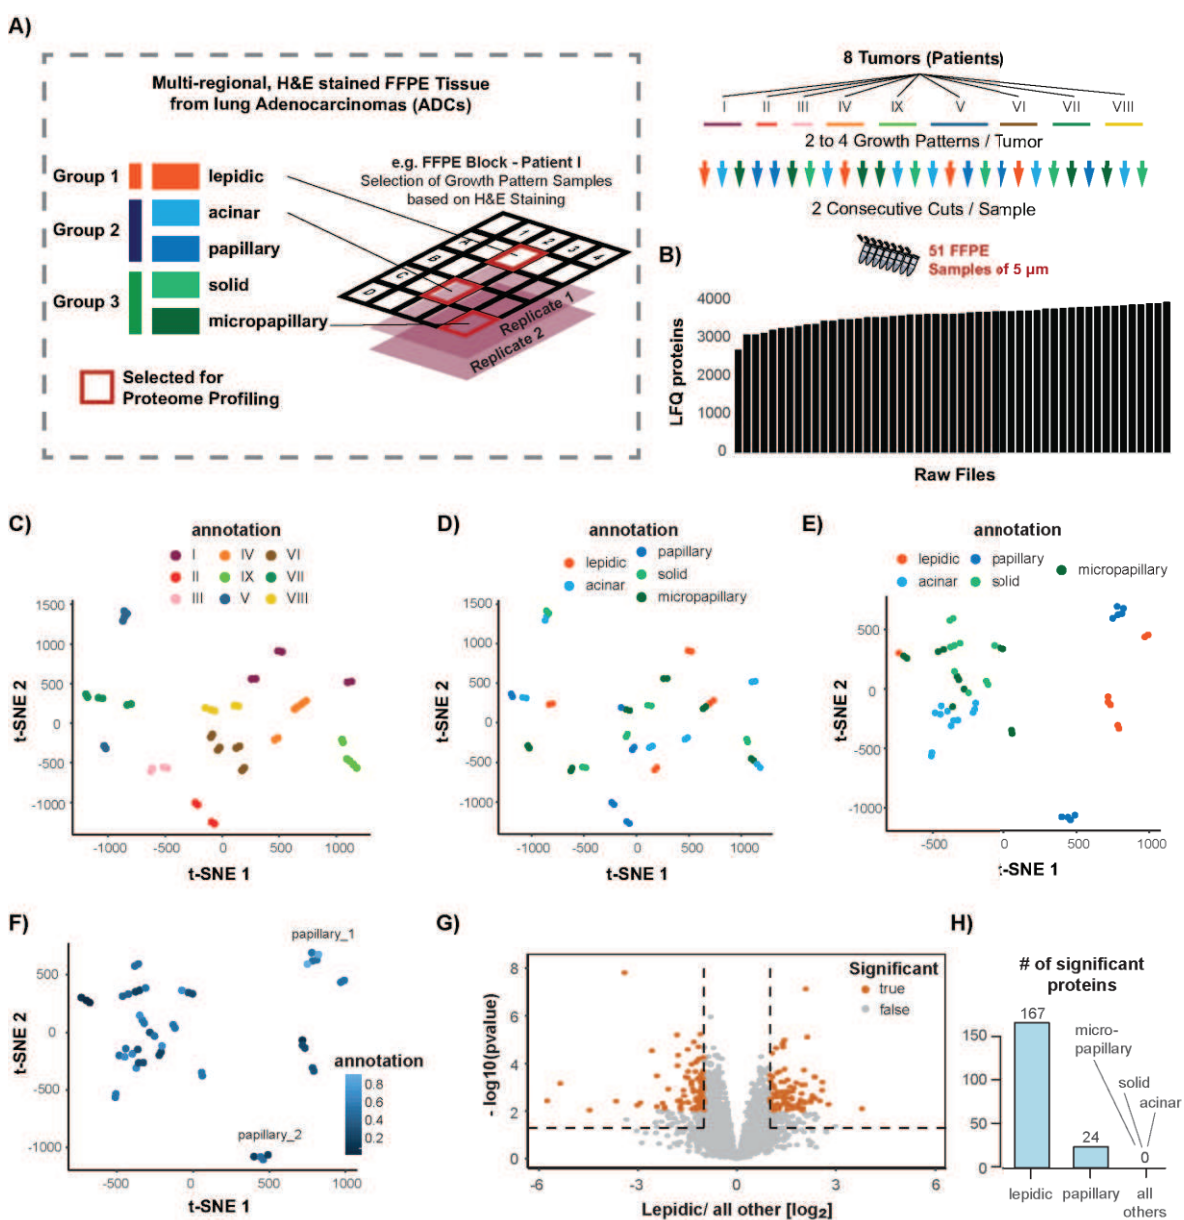 A)
Multi-regional, H&E stained FFPE Tissue
from lung Adenocarcinomas (ADCs)
Group 1
lepidic
Group 2
acinar
papillary
Group 3
solid
micropapillary
e.g. FFPE Block - Patient I
Selection of Growth Pattern Samples
based on H&E Staining
A
B
C
D
1
2
3
4
Replicate 1
Replicate 2
Selected for
Proteome Profiling
8 Tumors (Patients)
I II III IV IX V VI VII VIII
2 to 4 Growth Patterns / Tumor
2 Consecutive Cuts / Sample
51 FFPE
Samples of 5 µm
B)
LFQ proteins
4000
3000
2000
1000
0
Raw Files
C)
annotation
I IV VI
II IX VII
III V VIII
t-SNE 2
1500
1000
500
0
-500
-1000
-1000 -500 0 500 1000
t-SNE 1
D)
annotation
lepidic
acinar
papillary
solid
micropapillary
t-SNE 2
1500
1000
500
0
-500
-1000
-1000 -500 0 500 1000
t-SNE 1
E)
annotation
lepidic papillary
acinar solid
micropapillary
t-SNE 2
500
0
-500
-1000
-500 0 500 1000
t-SNE 1
F)
papillary_1
papillary_2
annotation
0.8
0.6
0.4
0.2
t-SNE 2
500
0
-500
-1000
-500 0 500 1000
t-SNE 1
G)
Significant
true
false
- log10(pvalue)
8
6
4
2
0
-6 -3 0 3 6
Lepidic/ all other [log2]
H)
# of significant
proteins
150
100
50
0
167
24
0
micro-
papillary
solid
acinar
lepidic papillary all
others